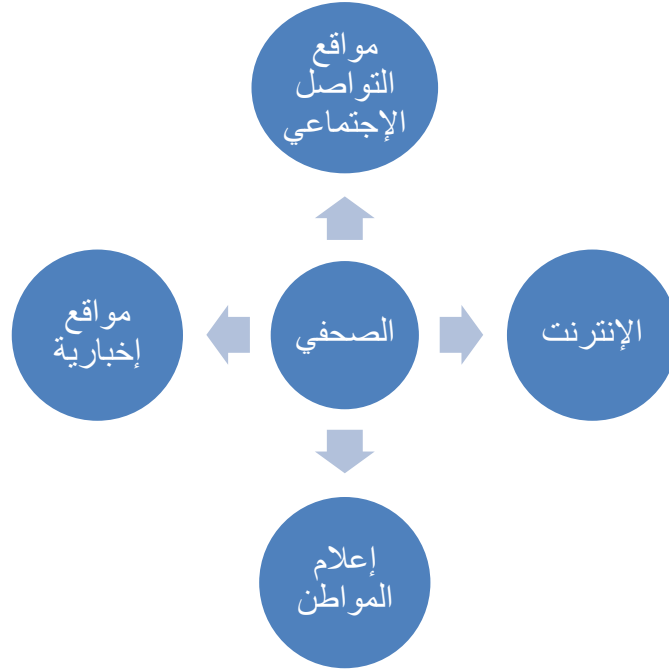 مواقع
التواصل
الإجتماعي
مواقع
إخبارية
الصحفي
الإنترنت
إعلام
المواطن